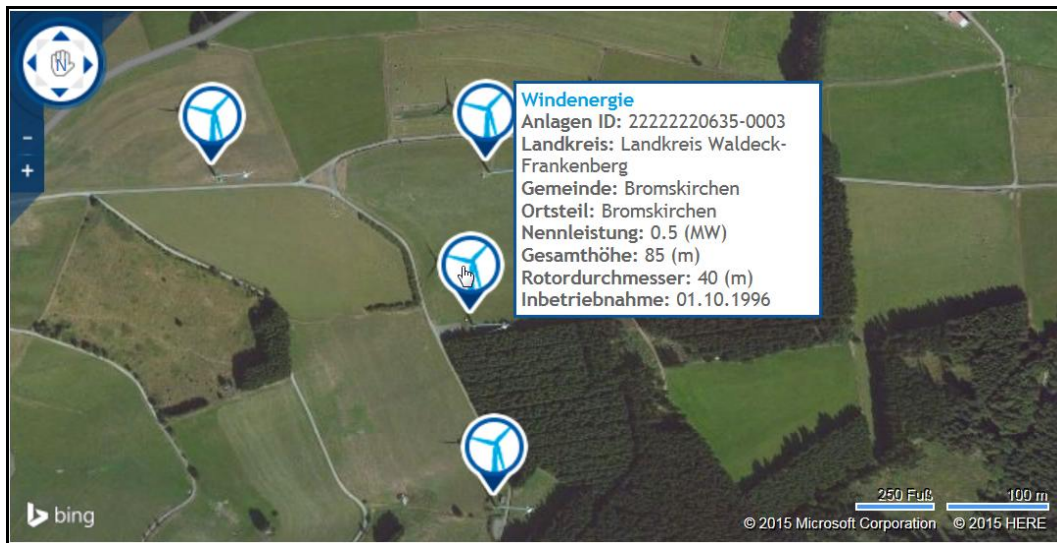 N
Windenergie
Anlagen ID: 22222220635-0003
Landkreis: Landkreis Waldeck-
Frankenberg
Gemeinde: Bromskirchen
Ortsteil: Bromskirchen
Nennleistung: 0.5 (MW)
Gesamthöhe: 85 (m)
Rotordurchmesser: 40 (m)
Inbetriebnahme: 01.10.1996
250 Fuß 100 m
bing
© 2015 Microsoft Corporation © 2015 HERE